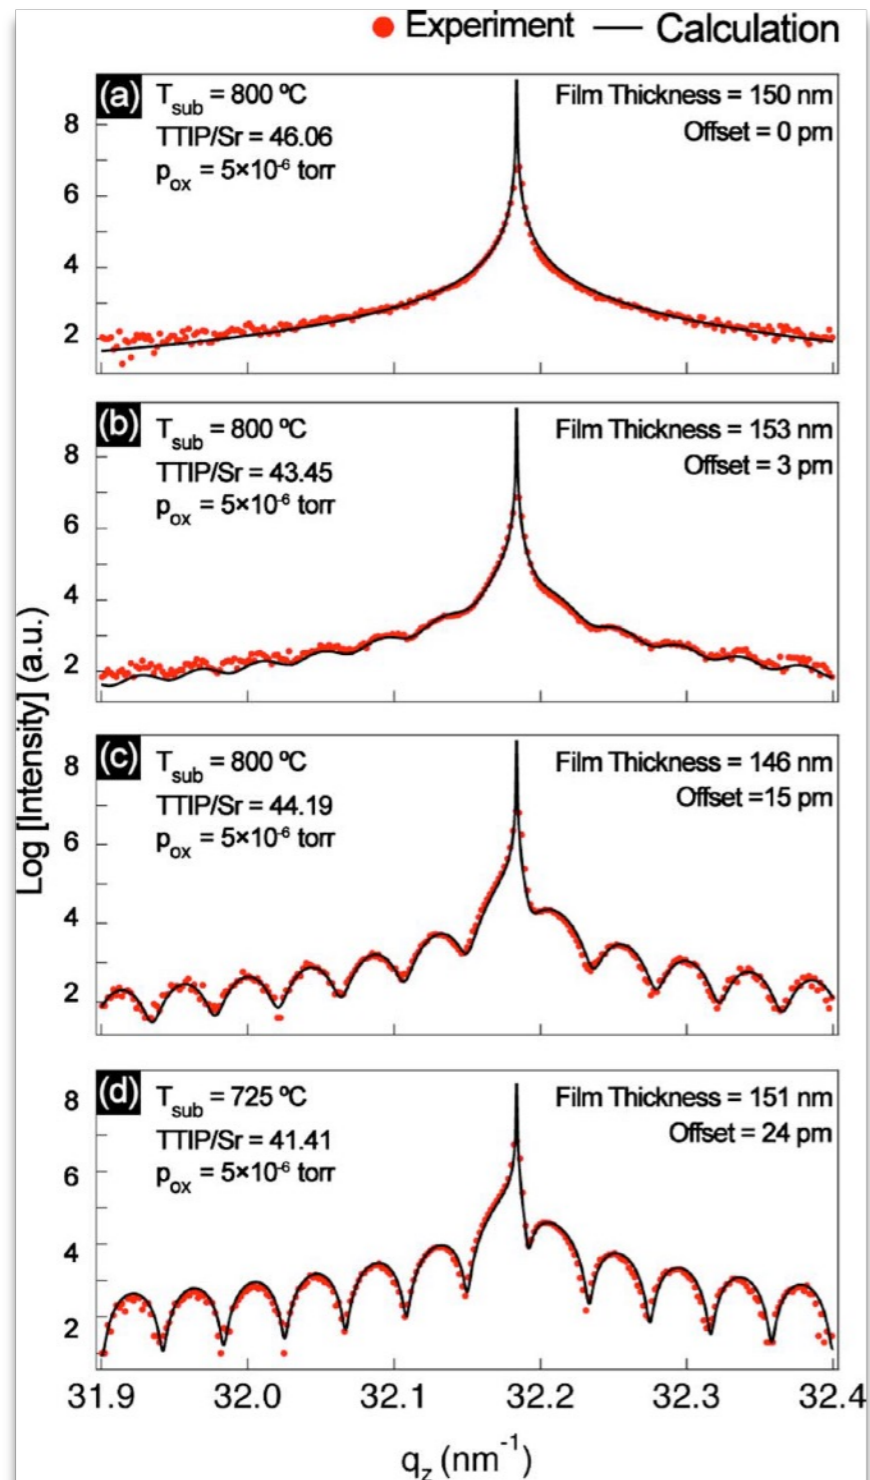 Experiment — Calculation
(a) T_sub = 800 ºC
TTIP/Sr = 46.06
p_ox = 5×10⁻⁶ torr
Film Thickness = 150 nm
Offset = 0 pm
8
6
4
2
(b) T_sub = 800 ºC
TTIP/Sr = 43.45
p_ox = 5×10⁻⁶ torr
Film Thickness = 153 nm
Offset = 3 pm
8
6
4
2
(c) T_sub = 800 ºC
TTIP/Sr = 44.19
p_ox = 5×10⁻⁶ torr
Film Thickness = 146 nm
Offset =15 pm
8
6
4
2
(d) T_sub = 725 ºC
TTIP/Sr = 41.41
p_ox = 5×10⁻⁶ torr
Film Thickness = 151 nm
Offset = 24 pm
8
6
4
2
Log [Intensity] (a.u.)
31.9 32.0 32.1 32.2 32.3 32.4
q_z (nm⁻¹)